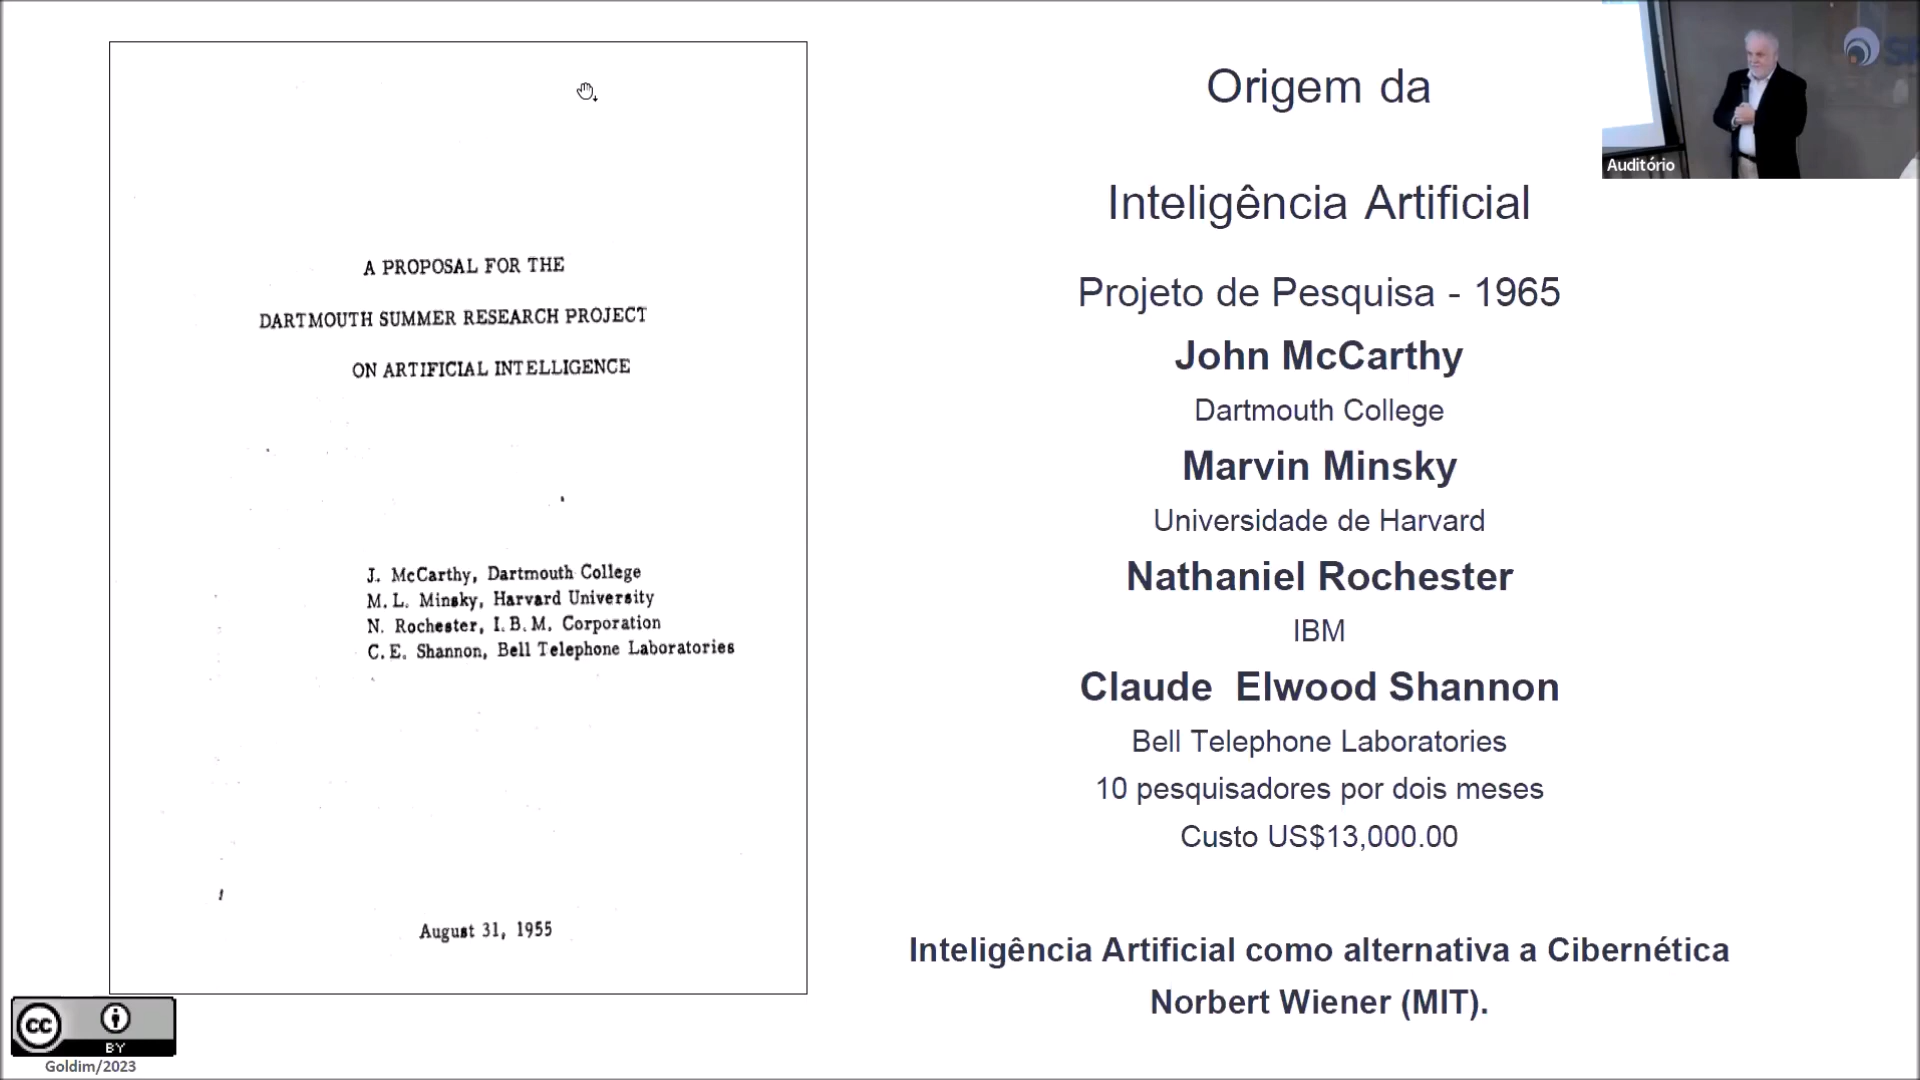 A PROPOSAL FOR THE
DARTMOUTH SUMMER RESEARCH PROJECT
ON ARTIFICIAL INTELLIGENCE
J. McCarthy, Dartmouth College
M. L. Minsky, Harvard University
N. Rochester, I.B.M. Corporation
C. E. Shannon, Bell Telephone Laboratories
August 31, 1955
Origem da
Inteligência Artificial
Projeto de Pesquisa - 1965
John McCarthy
Dartmouth College
Marvin Minsky
Universidade de Harvard
Nathaniel Rochester
IBM
Claude  Elwood Shannon
Bell Telephone Laboratories
10 pesquisadores por dois meses
Custo US$13,000.00
Inteligência Artificial como alternativa a Cibernética
Norbert Wiener (MIT).
Auditório
cc
BY
Goldim/2023